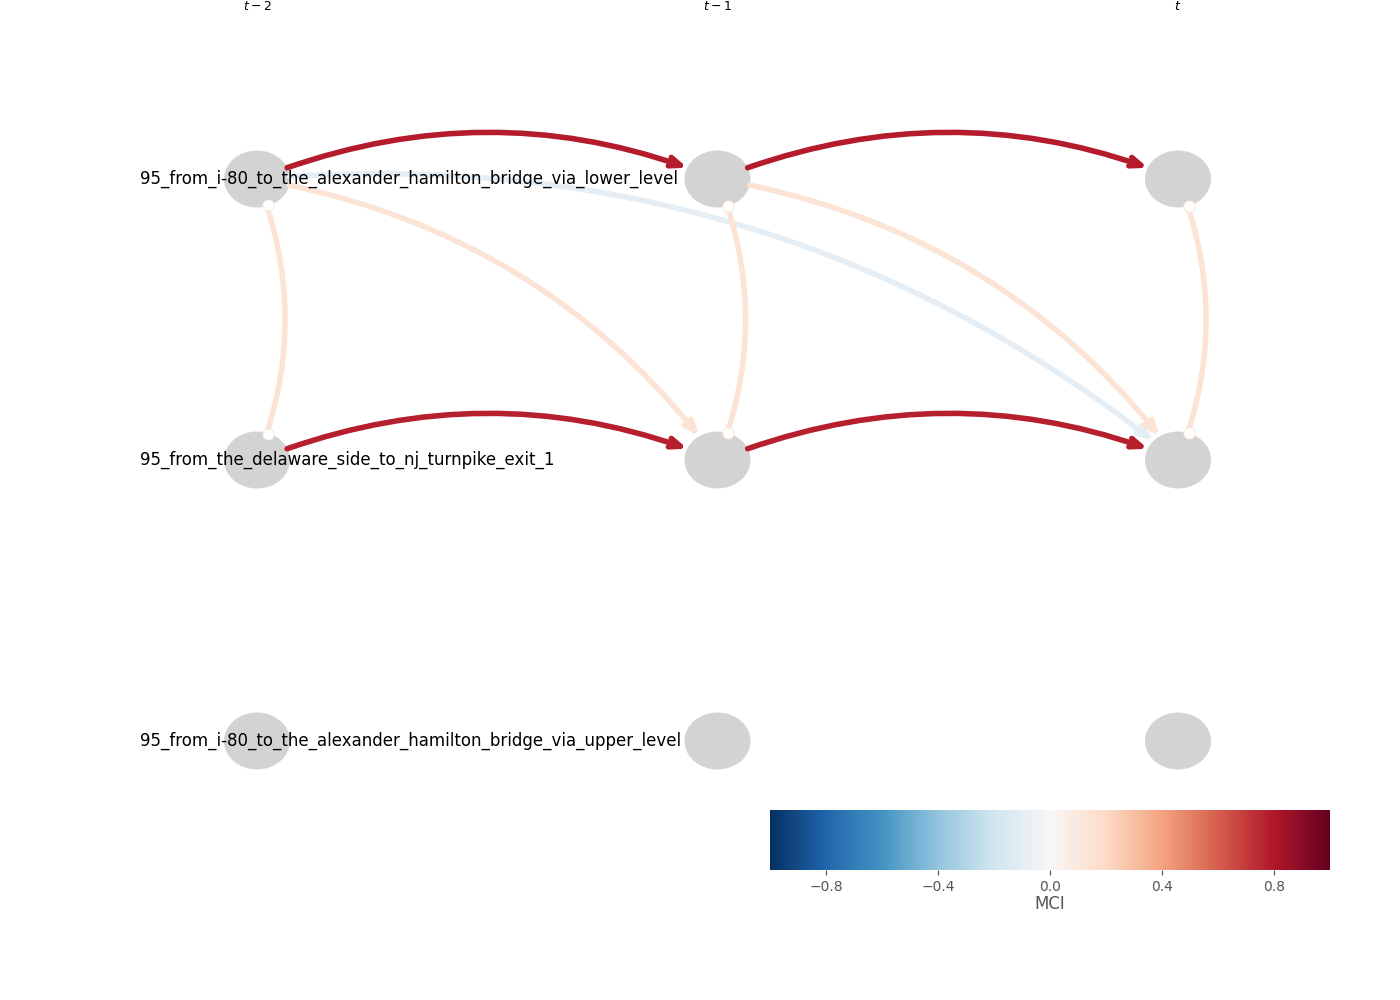 t − 2 t − 1 t
95_from_i-80_to_the_alexander_hamilton_bridge_via_lower_level
95_from_the_delaware_side_to_nj_turnpike_exit_1
95_from_i-80_to_the_alexander_hamilton_bridge_via_upper_level
−0.8 −0.4 0.0 0.4 0.8
MCI